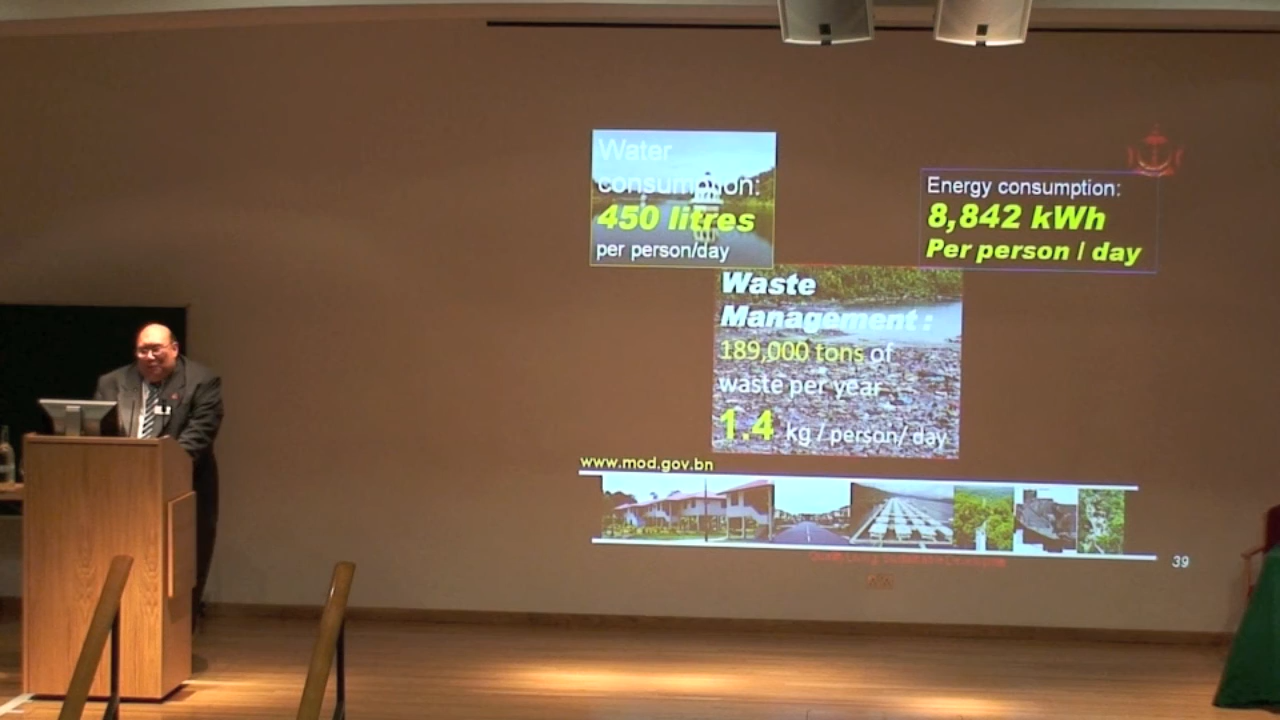 Water
consumption:
450 litres
per person/day
Energy consumption:
8,842 kWh
Per person / day
Waste
Management :
189,000 tons of
waste per year
1.4 kg / person/ day
www.mod.gov.bn
39